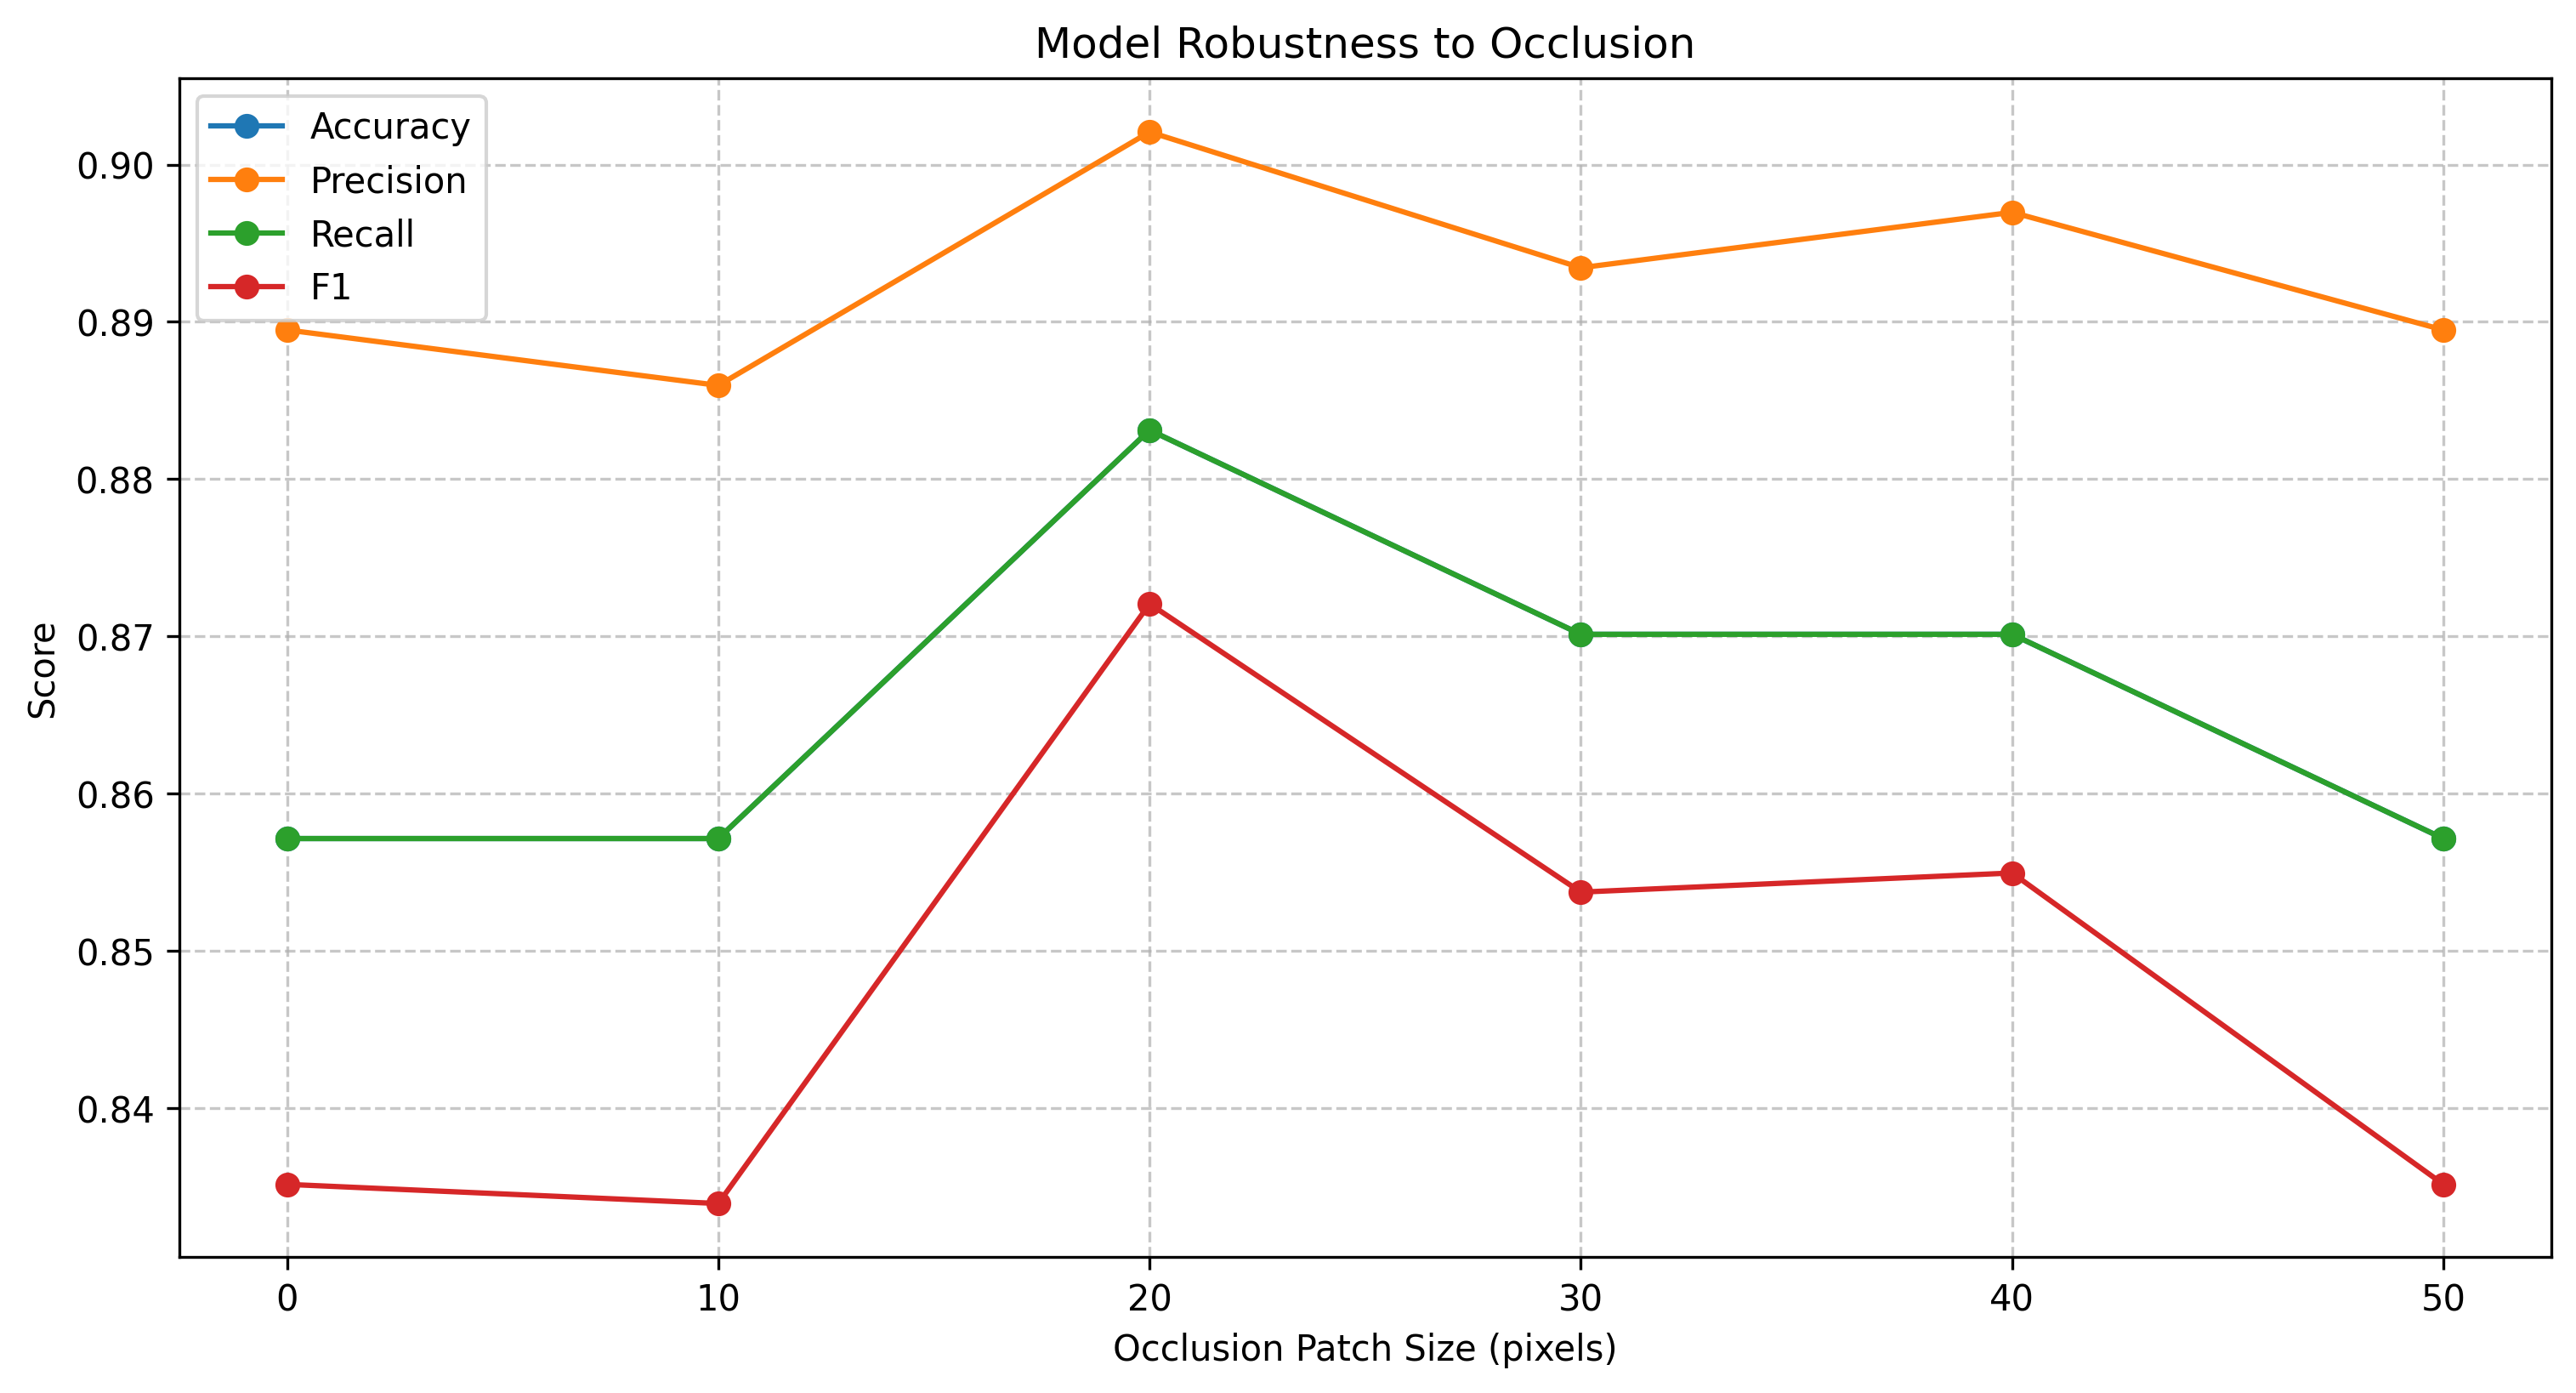 Model Robustness to Occlusion
Accuracy
Precision
Recall
F1
0.90
0.89
0.88
0.87
0.86
0.85
0.84
Score
0 10 20 30 40 50
Occlusion Patch Size (pixels)